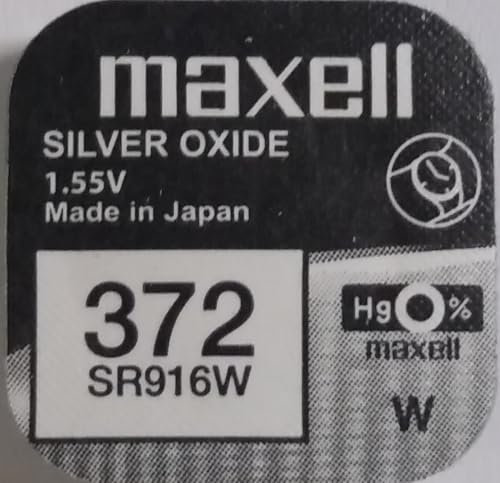 maxell
SILVER OXIDE
1.55V
Made in Japan
372
SR916W
Hg0%
maxell
W